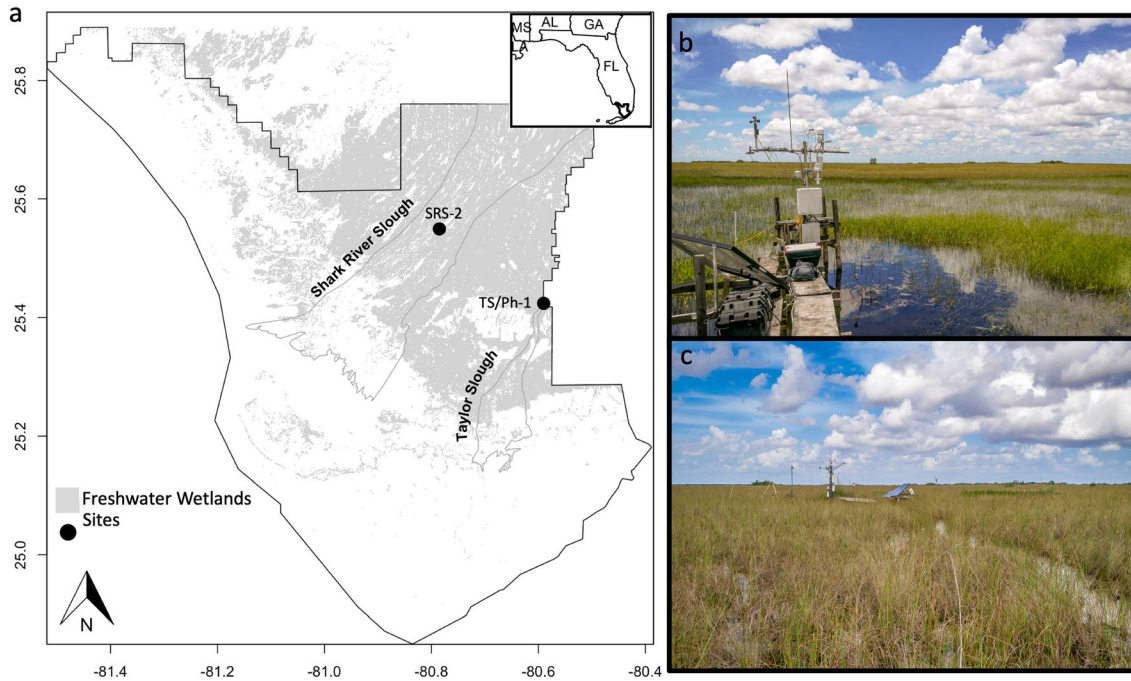 a
MS
AL
GA
A
FL
25.8
25.6
25.4
25.2
25.0
SRS-2
Shark River Slough
TS/Ph-1
Taylor Slough
Freshwater Wetlands
Sites
N
-81.4
-81.2
-81.0
-80.8
-80.6
-80.4
b
c